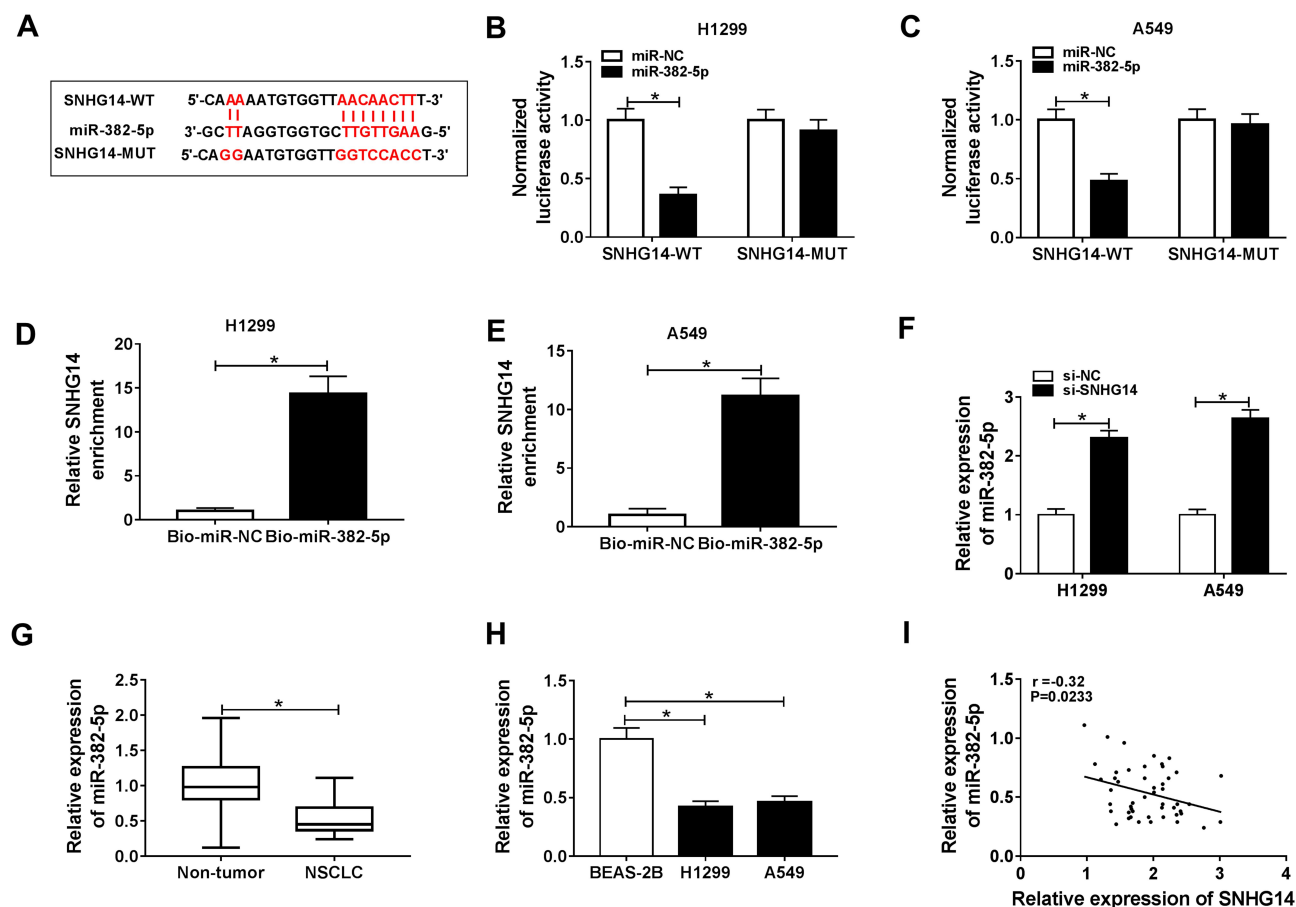 A
SNHG14-WT 5'-CAAAAATGTGGTTAACAACTTT-3'
miR-382-5p 3'-GCTTAGGTGGTGCTTGTTGAAG-5'
SNHG14-MUT 5'-CAGGAATGTGGTTGGTCCACCT-3'
B
H1299
miR-NC
miR-382-5p
Normalized
luciferase activity
1.5
1.0
0.5
0.0
*
SNHG14-WT SNHG14-MUT
C
A549
miR-NC
miR-382-5p
Normalized
luciferase activity
1.5
1.0
0.5
0.0
*
SNHG14-WT SNHG14-MUT
D
H1299
Relative SNHG14
enrichment
20
15
10
5
0
*
Bio-miR-NC Bio-miR-382-5p
E
A549
Relative SNHG14
enrichment
15
10
5
0
*
Bio-miR-NC Bio-miR-382-5p
F
si-NC
si-SNHG14
Relative expression
of miR-382-5p
3
2
1
0
* *
H1299 A549
G
Relative expression
of miR-382-5p
2.5
2.0
1.5
1.0
0.5
0.0
*
Non-tumor NSCLC
H
Relative expression
of miR-382-5p
1.5
1.0
0.5
0.0
*
*
BEAS-2B H1299 A549
I
r =-0.32
P=0.0233
Relative expression
of miR-382-5p
1.5
1.0
0.5
0.0
0 1 2 3 4
Relative expression of SNHG14